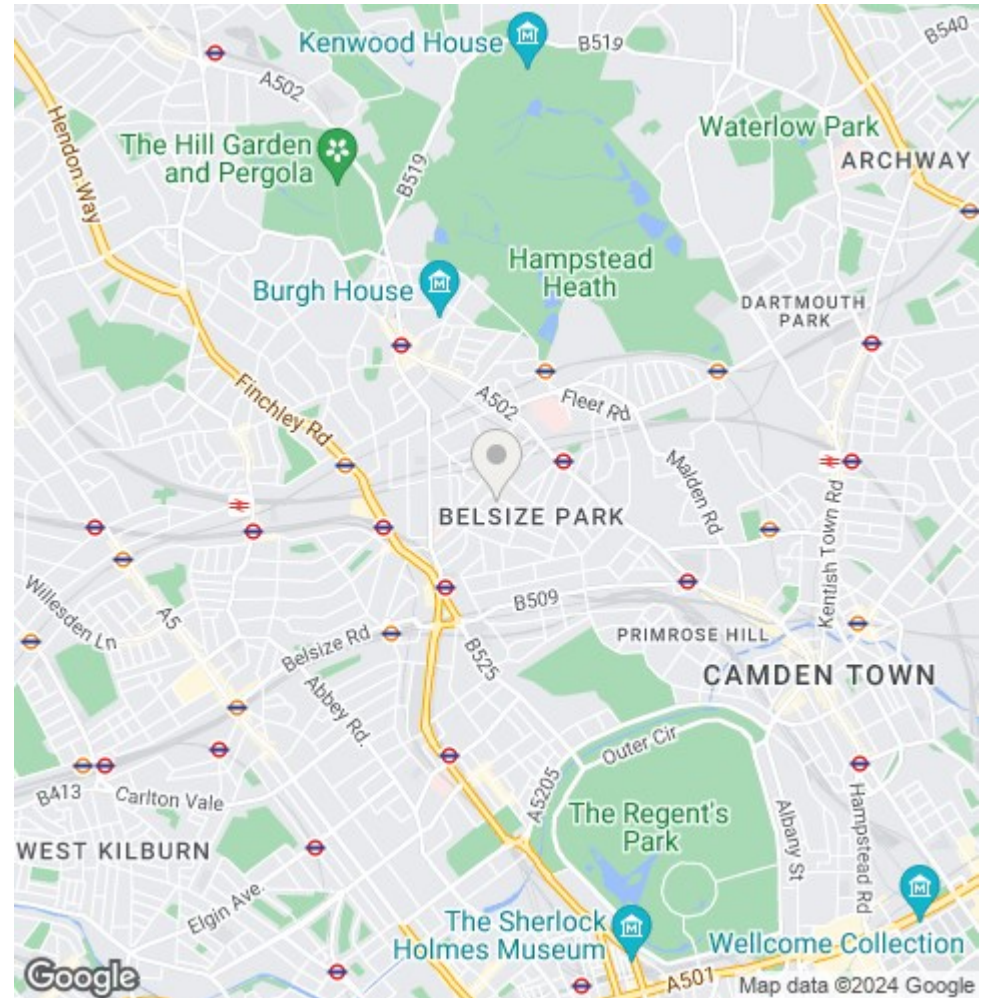 Kenwood House
B519
B540
A502
Hendon Way
The Hill Garden
and Pergola
B519
Waterlow Park
ARCHWAY
Burgh House
Hampstead
Heath
DARTMOUTH
PARK
Finchley Rd
A502
Fleet Rd
Malden Rd
Kentish Town Rd
BELSIZE PARK
Willesden Ln
A5
B509
Belsize Rd
B525
PRIMROSE HILL
Abbey Rd.
CAMDEN TOWN
Outer Cir
B413
Carlton Vale
A5205
The Regent's
Park
Albany St
Hampstead Rd
WEST KILBURN
Elgin Ave.
The Sherlock
Holmes Museum
Wellcome Collection
A501
Google
Map data ©2024 Google